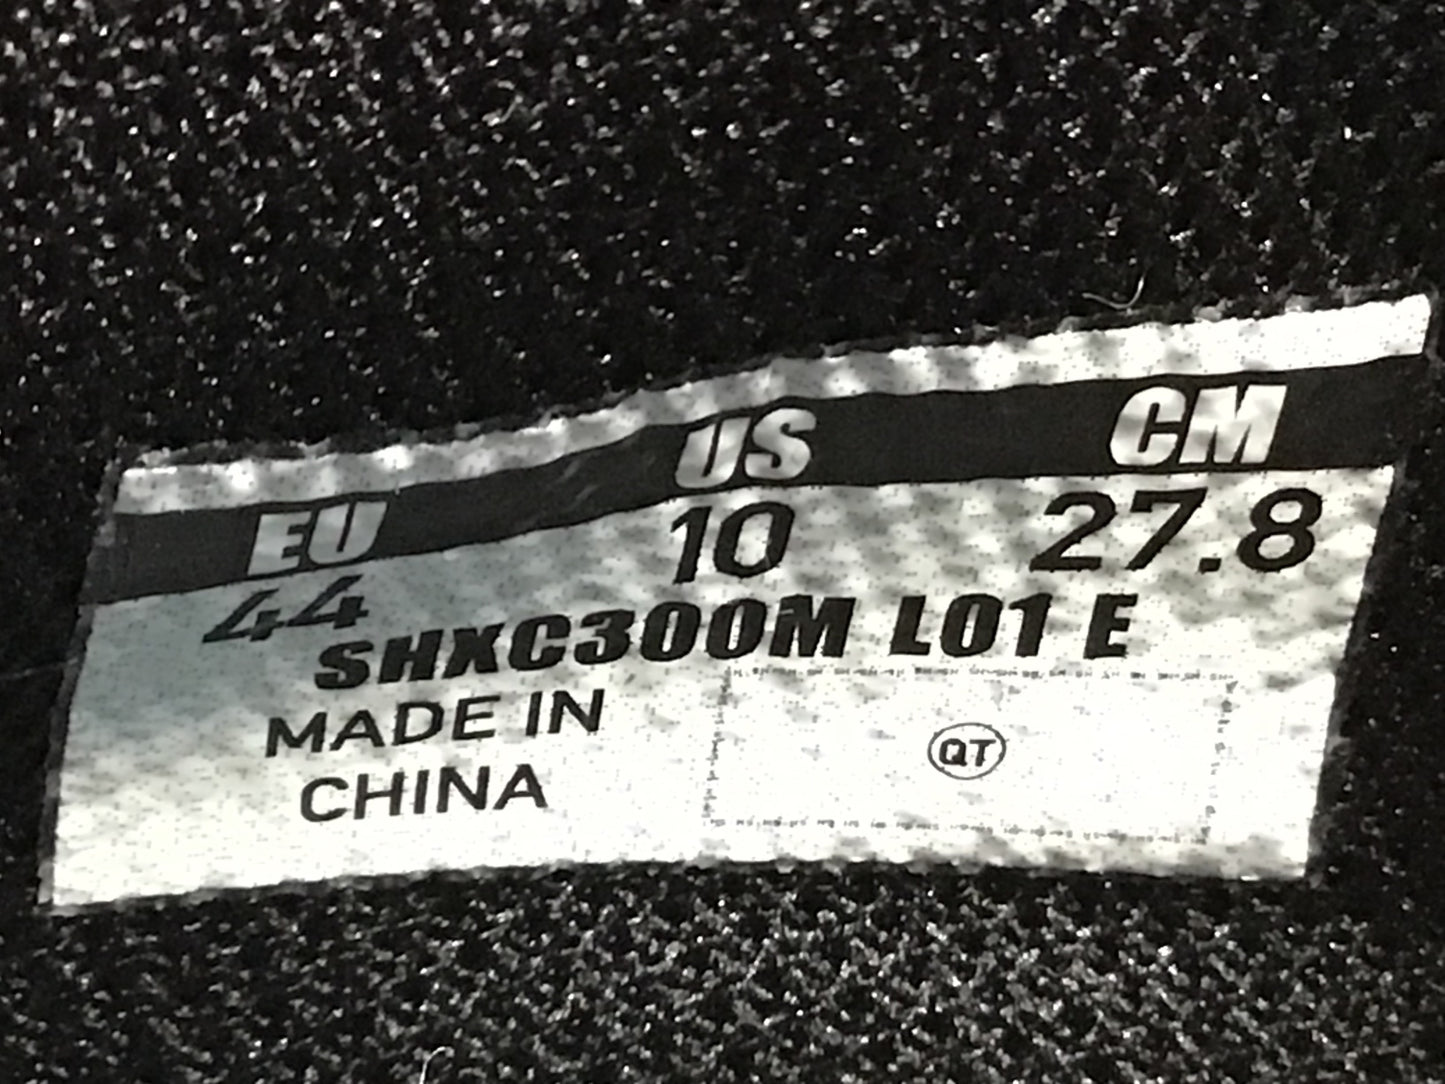 EU US CM
44 10 27.8
SHXC300M L01 E
MADE IN
CHINA
QT